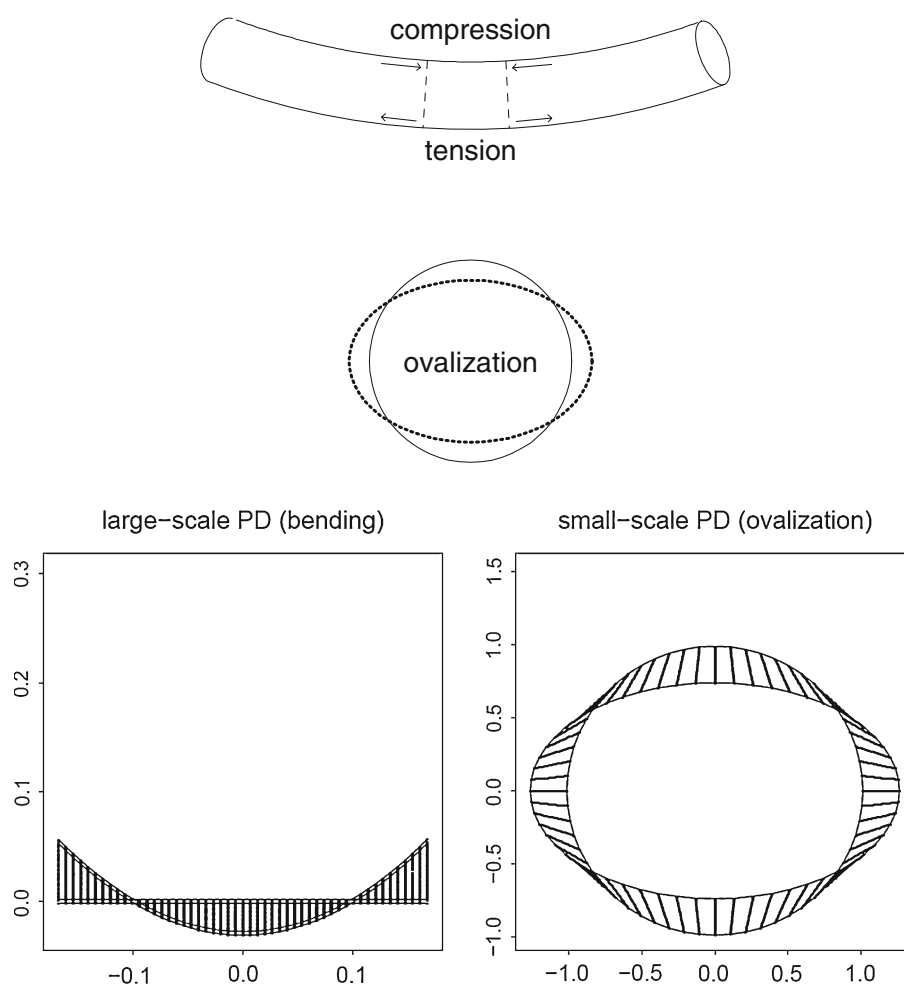 compression
tension
ovalization
large−scale PD (bending)
0.3
0.2
0.1
0.0
−0.1 0.0 0.1
small−scale PD (ovalization)
1.5
1.0
0.5
0.0
−0.5
−1.0
−1.0 −0.5 0.0 0.5 1.0